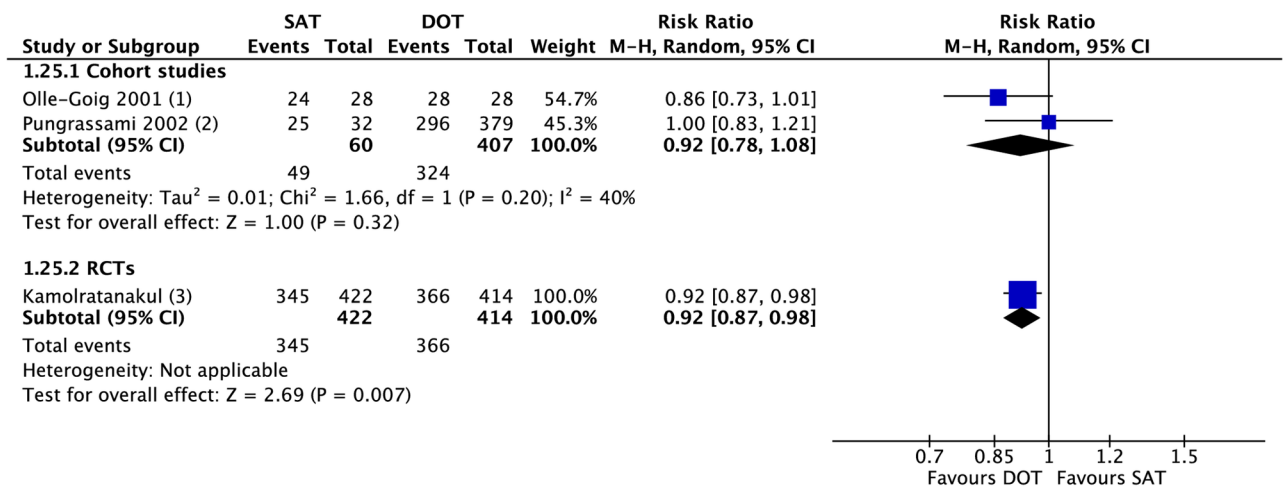 SAT DOT Risk Ratio Risk Ratio
Study or Subgroup Events Total Events Total Weight M-H, Random, 95% CI M-H, Random, 95% CI
1.25.1 Cohort studies
Olle-Goig 2001 (1) 24 28 28 28 54.7% 0.86 [0.73, 1.01]
Pungrassami 2002 (2) 25 32 296 379 45.3% 1.00 [0.83, 1.21]
Subtotal (95% CI) 60 407 100.0% 0.92 [0.78, 1.08]
Total events 49 324
Heterogeneity: Tau² = 0.01; Chi² = 1.66, df = 1 (P = 0.20); I² = 40%
Test for overall effect: Z = 1.00 (P = 0.32)
1.25.2 RCTs
Kamolratanakul (3) 345 422 366 414 100.0% 0.92 [0.87, 0.98]
Subtotal (95% CI) 422 414 100.0% 0.92 [0.87, 0.98]
Total events 345 366
Heterogeneity: Not applicable
Test for overall effect: Z = 2.69 (P = 0.007)
0.7 0.85 1 1.2 1.5
Favours DOT Favours SAT